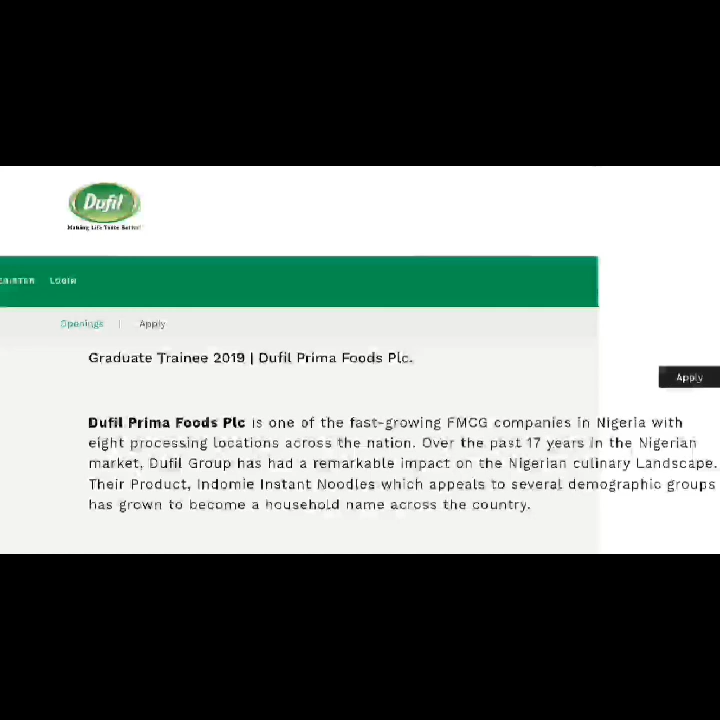 Dufil
Making Life Taste Better!
LOGIN
Openings | Apply
Graduate Trainee 2019 | Dufil Prima Foods Plc.
Apply
Dufil Prima Foods Plc is one of the fast-growing FMCG companies in Nigeria with
eight processing locations across the nation. Over the past 17 years in the Nigerian
market, Dufil Group has had a remarkable impact on the Nigerian culinary Landscape.
Their Product, Indomie Instant Noodles which appeals to several demographic groups
has grown to become a household name across the country.